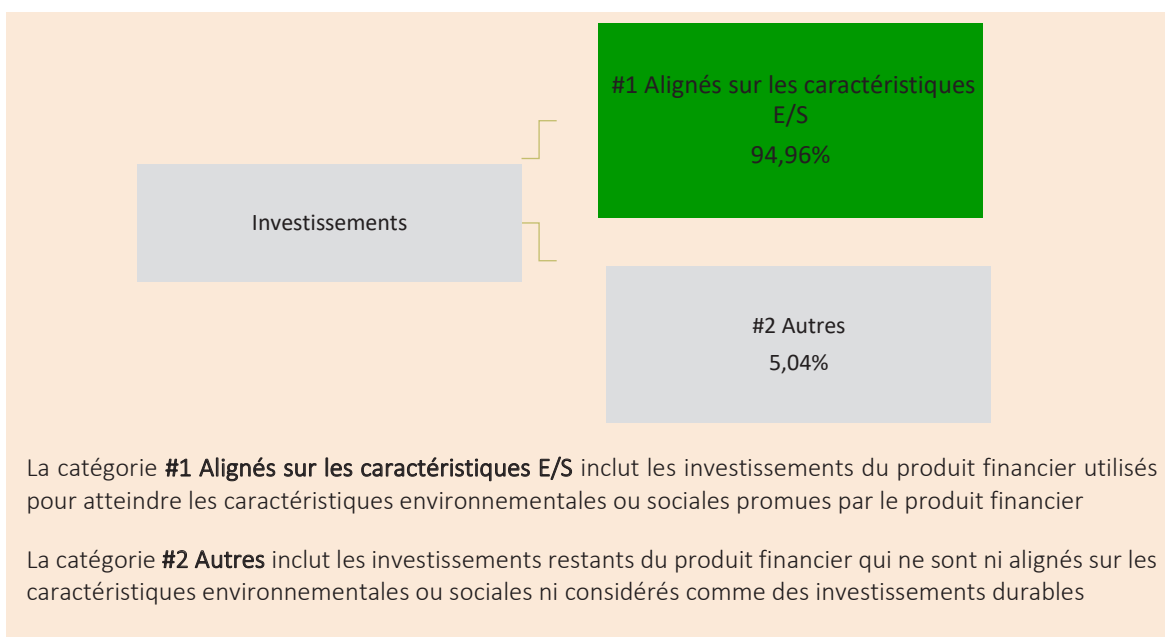 #1 Alignés sur les caractéristiques
E/S
94,96%
Investissements
#2 Autres
5,04%
La catégorie #1 Alignés sur les caractéristiques E/S inclut les investissements du produit financier utilisés
pour atteindre les caractéristiques environnementales ou sociales promues par le produit financier
La catégorie #2 Autres inclut les investissements restants du produit financier qui ne sont ni alignés sur les
caractéristiques environnementales ou sociales ni considérés comme des investissements durables